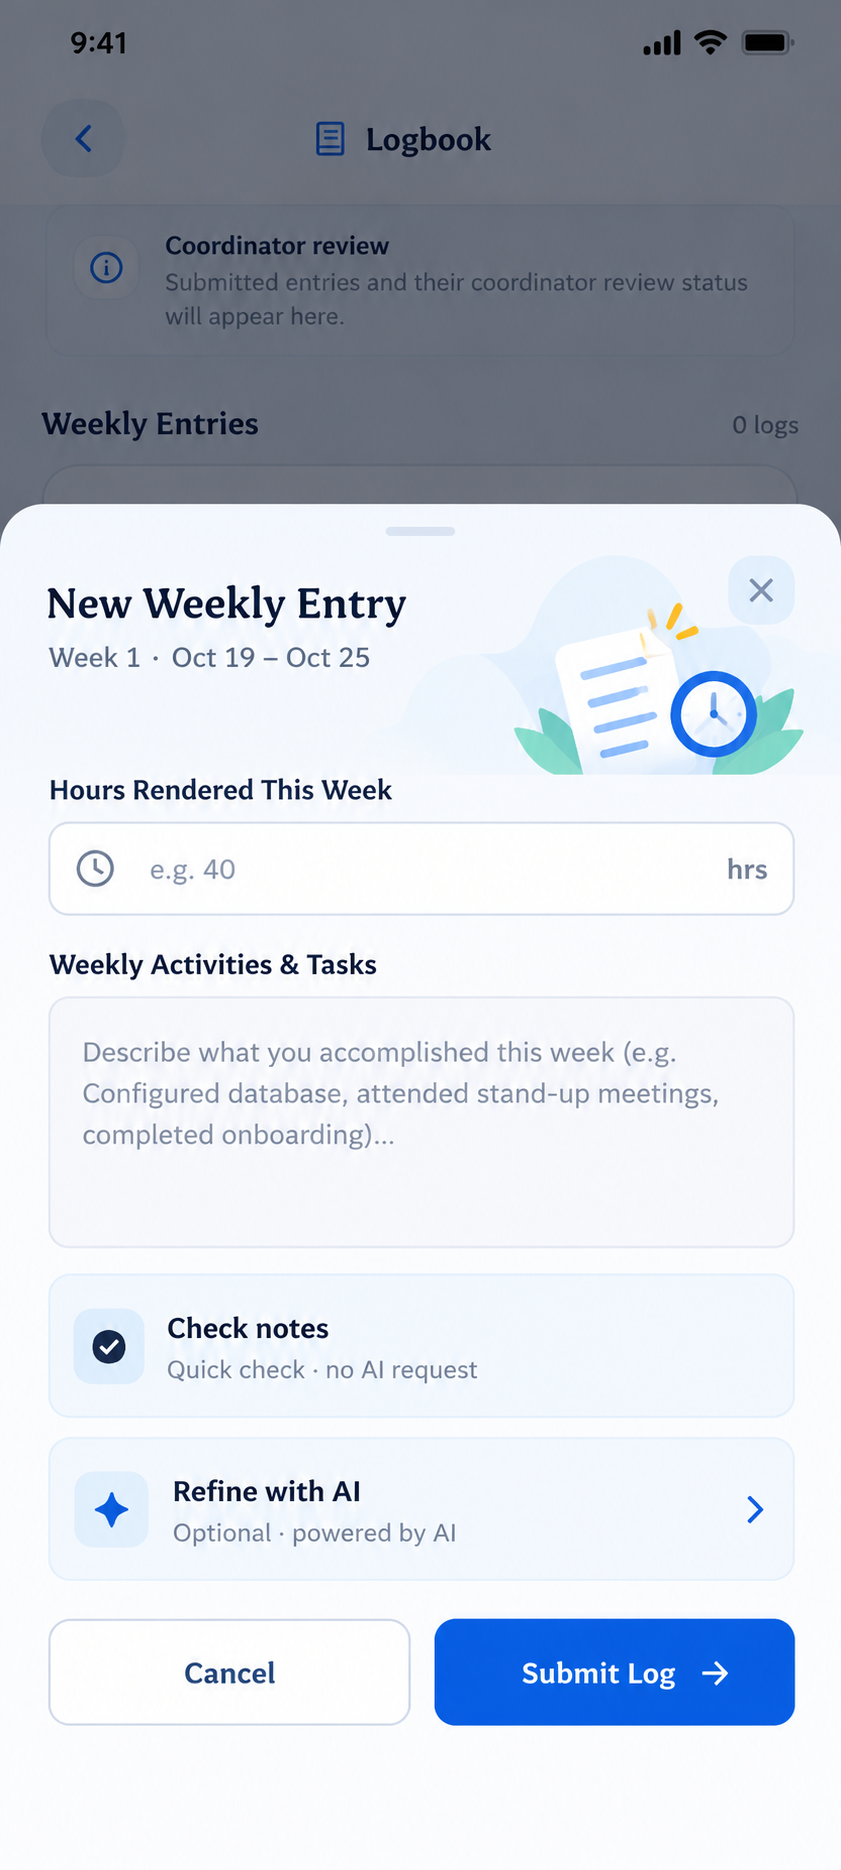 9:41
Logbook
Coordinator review
Submitted entries and their coordinator review status
will appear here.
Weekly Entries
0 logs
New Weekly Entry
Week 1 · Oct 19 – Oct 25
Hours Rendered This Week
e.g. 40
hrs
Weekly Activities & Tasks
Describe what you accomplished this week (e.g.
Configured database, attended stand-up meetings,
completed onboarding)...
Check notes
Quick check · no AI request
Refine with AI
Optional · powered by AI
Cancel
Submit Log →